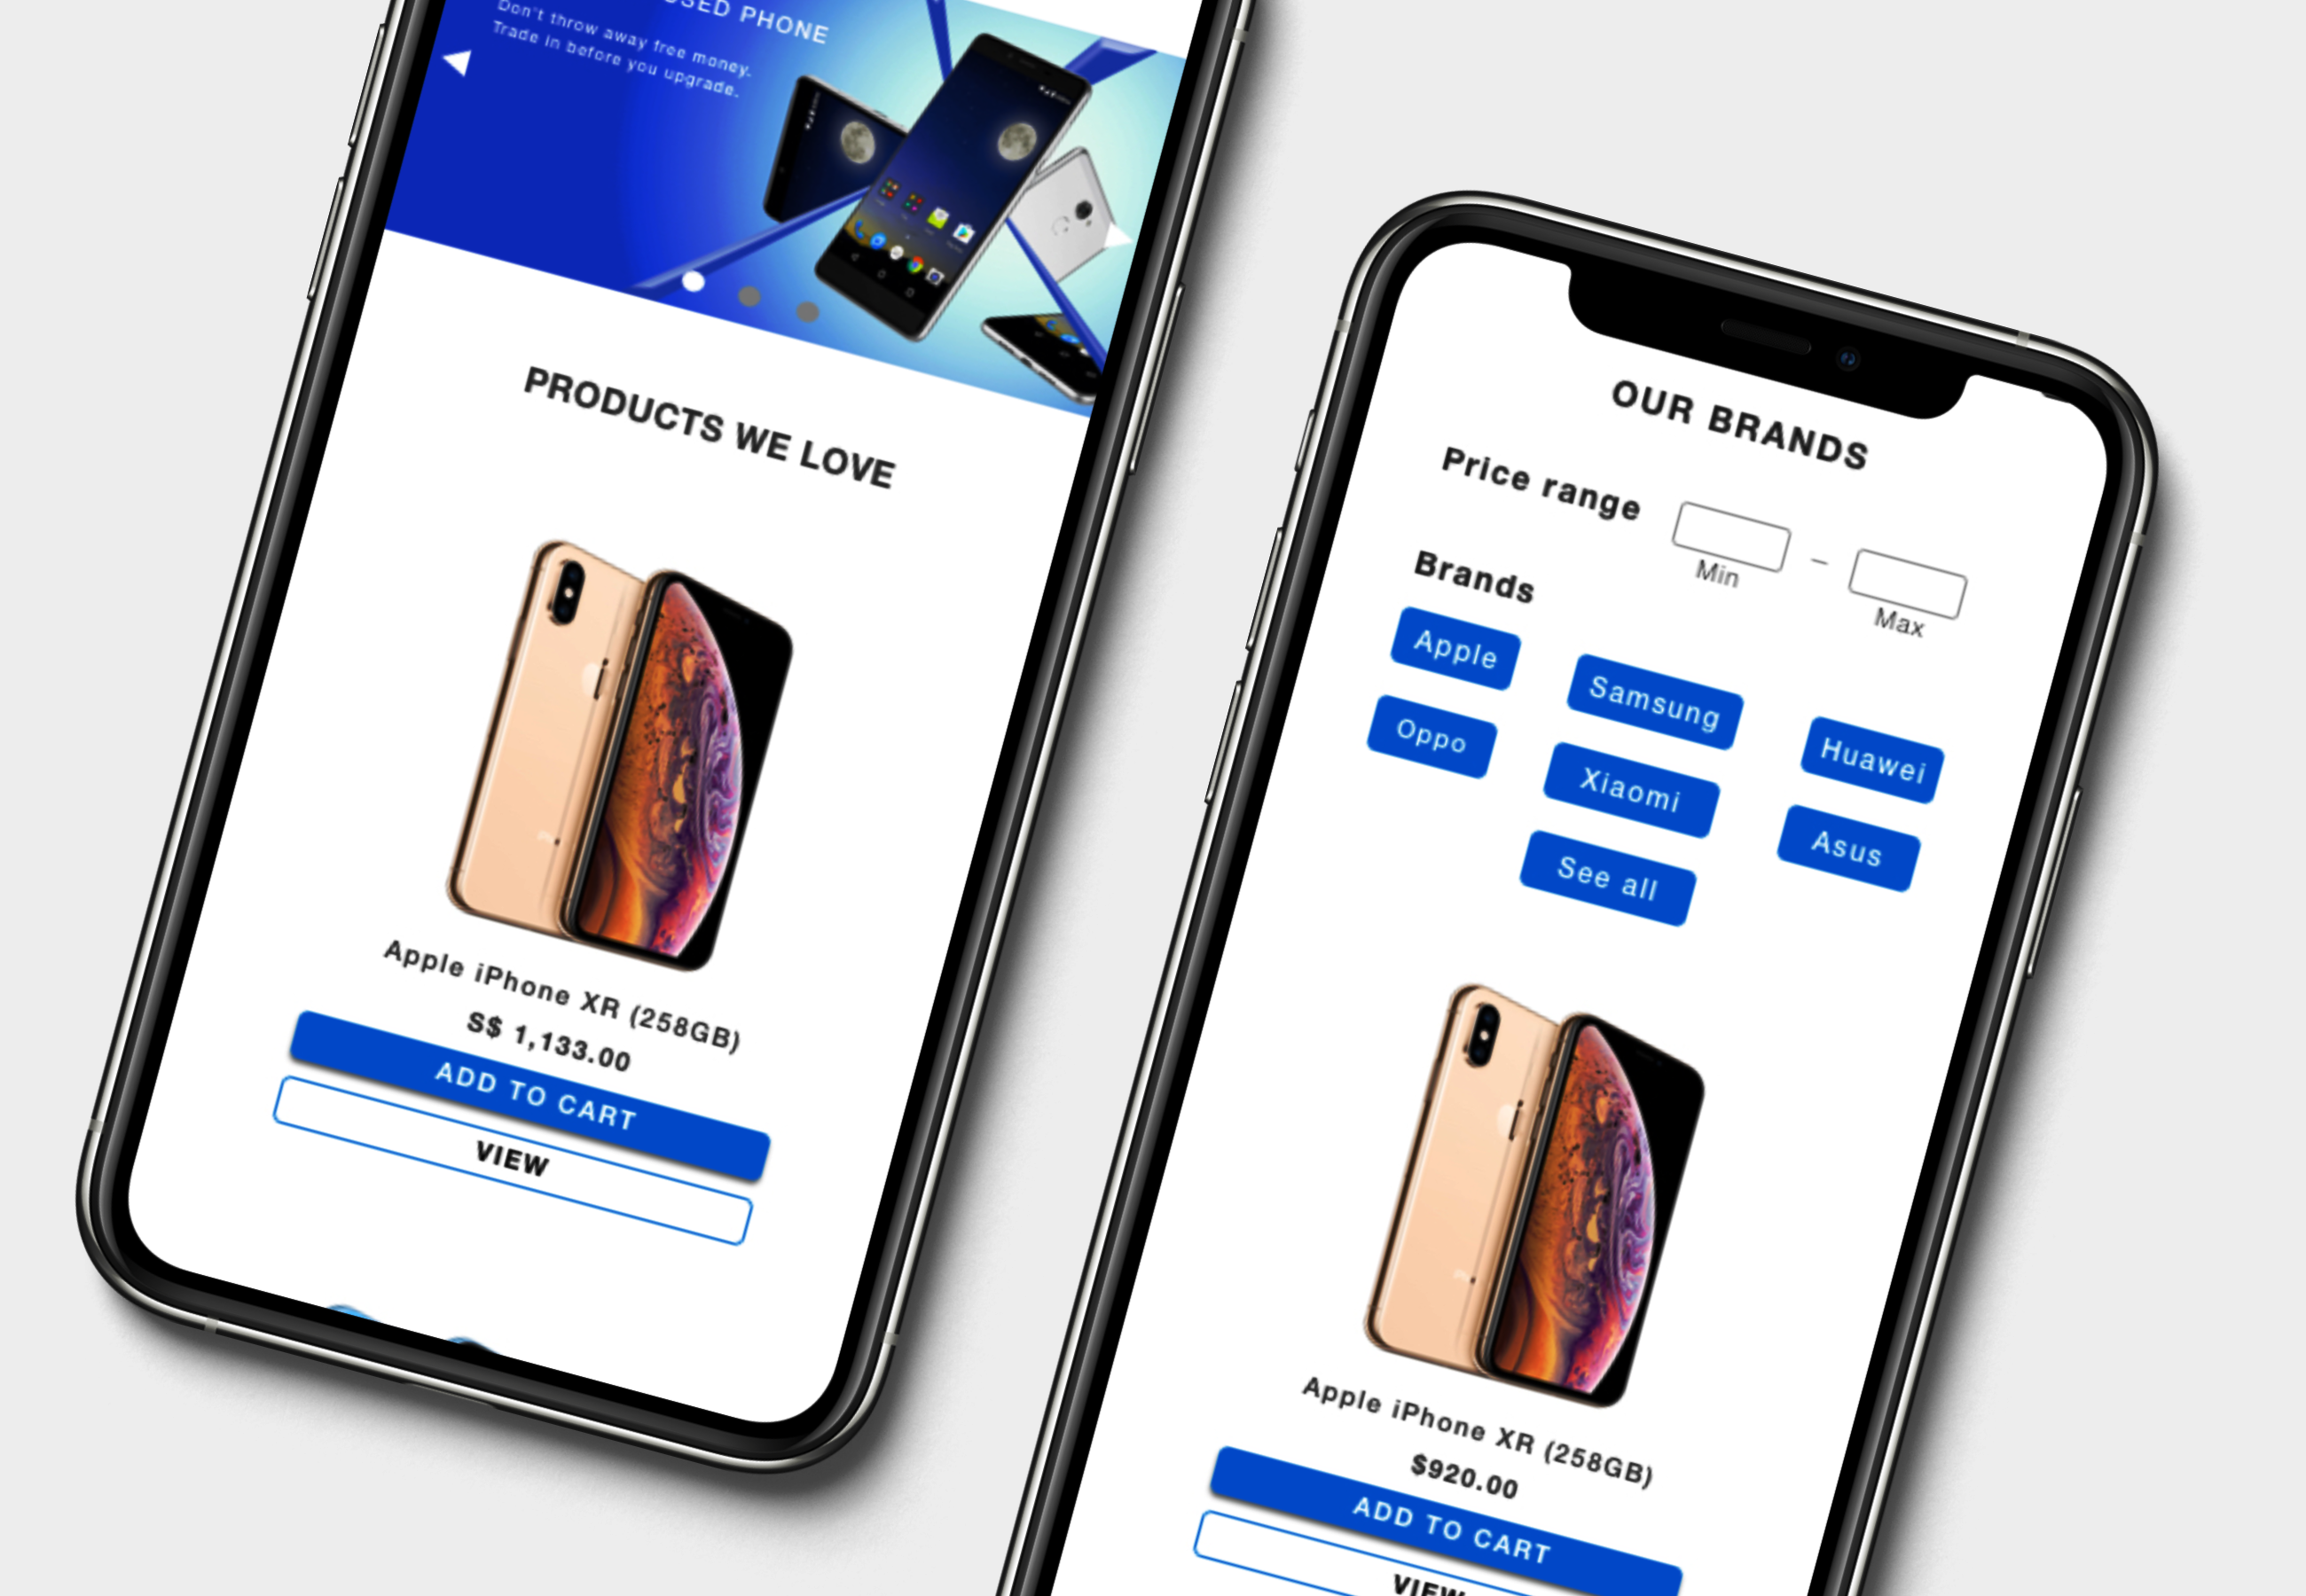 USED PHONE
Don't throw away free money.
Trade in before you upgrade.
PRODUCTS WE LOVE
Apple iPhone XR (258GB)
S$ 1,133.00
ADD TO CART
VIEW
OUR BRANDS
Price range
–
Min
Max
Brands
Apple
Samsung
Huawei
Oppo
Xiaomi
Asus
See all
Apple iPhone XR (258GB)
$920.00
ADD TO CART
VIEW